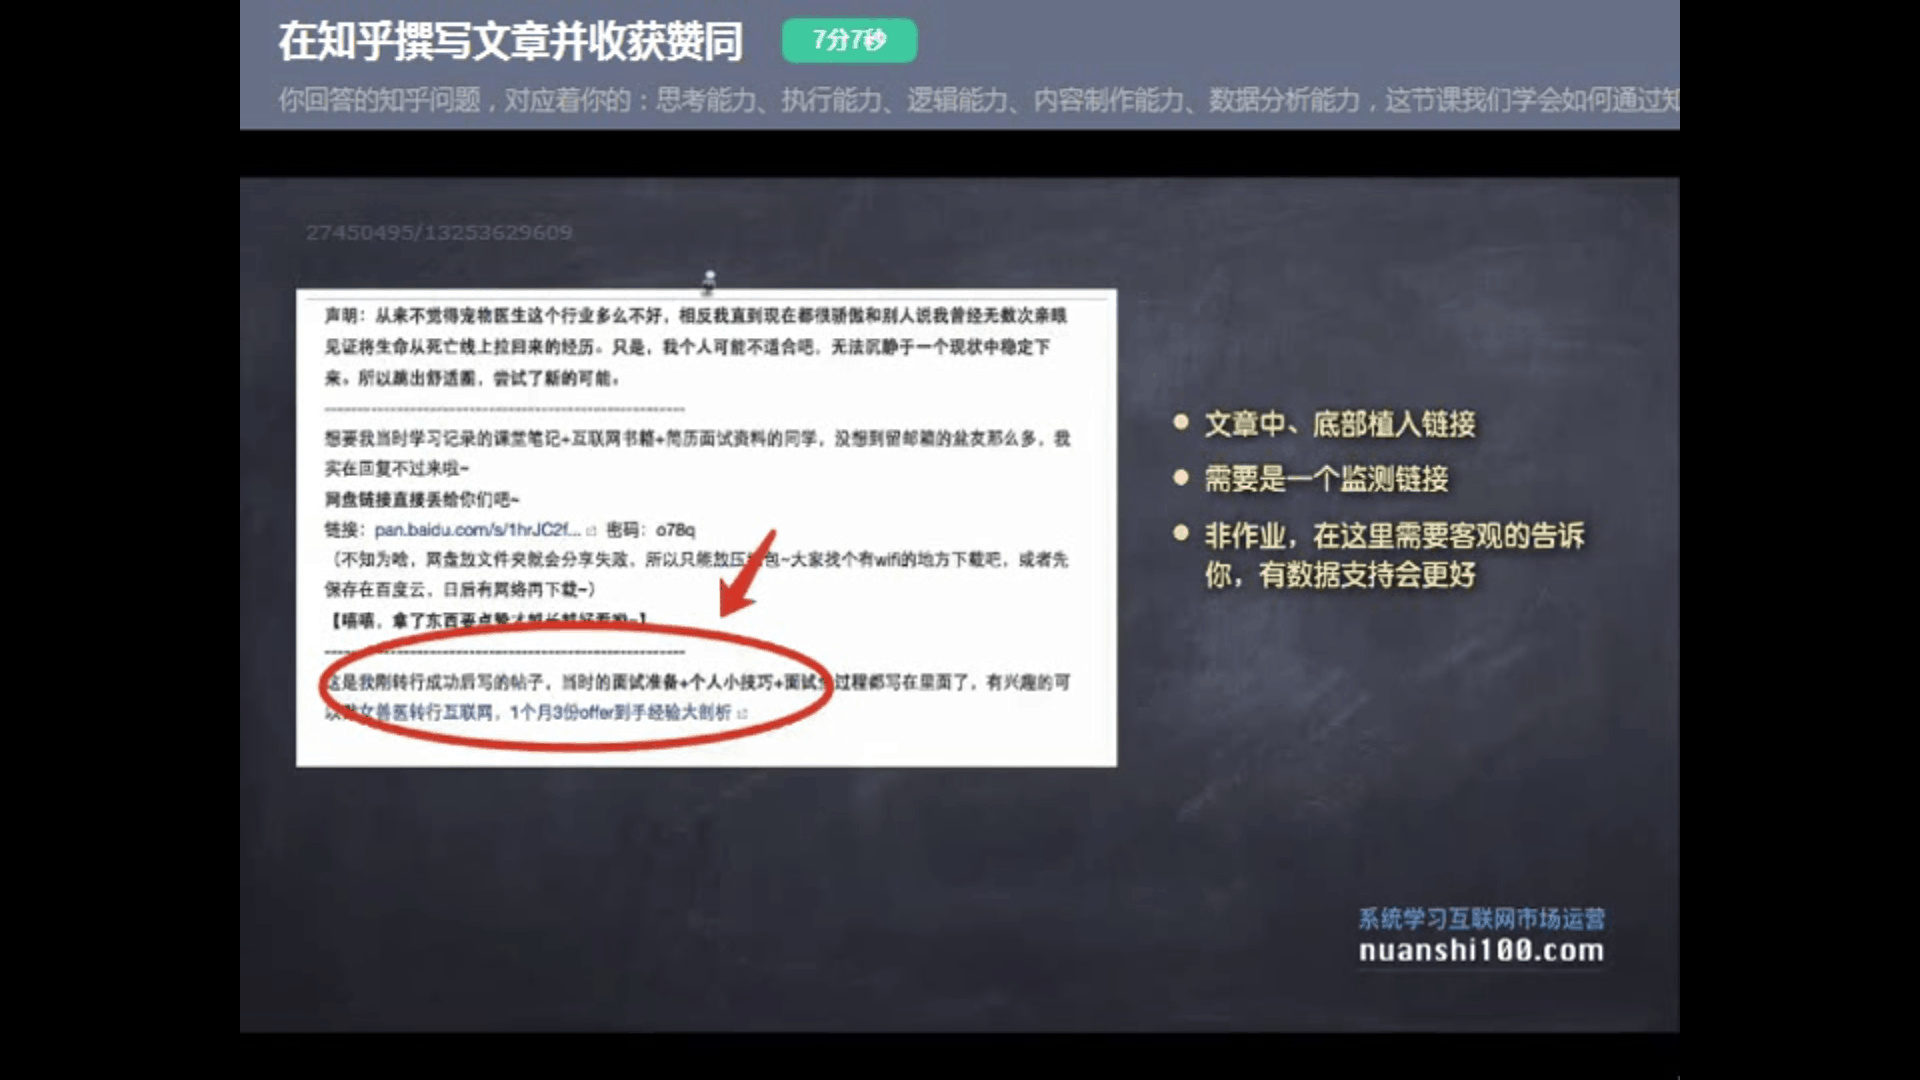 在知乎撰写文章并收获赞同
7分7秒
你回答的知乎问题，对应着你的：思考能力、执行能力、逻辑能力、内容制作能力、数据分析能力，这节课我们学会如何通过知
27450495/13253629609
声明：从来不觉得宠物医生这个行业多么不好，相反我直到现在都很骄傲和别人说我曾经无数次亲眼
见证将生命从死亡线上拉回来的经历。只是，我个人可能不适合吧，无法沉静于一个现状中稳定下
来。所以跳出舒适圈，尝试了新的可能。
想要我当时学习记录的课堂笔记+互联网书籍+简历面试资料的同学，没想到留邮箱的盆友那么多，我
实在回复不过来啦~
网盘链接直接丢给你们吧~
链接：pan.baidu.com/s/1hrJC2f... 密码：o78q
（不知为啥，网盘放文件夹就会分享失败，所以只能放压缩包~大家找个有wifi的地方下载吧，或者先
保存在百度云，日后有网络再下载~）
【嘻嘻，拿了东西要点赞才能长越好看哟~】
这是我刚转行成功后写的帖子，当时的面试准备+个人小技巧+面试 过程都写在里面了，有兴趣的可
以 女兽医转行互联网，1个月3份offer到手经验大剖析
文章中、底部植入链接
需要是一个监测链接
非作业，在这里需要客观的告诉
你，有数据支持会更好
系统学习互联网市场运营
nuanshi100.com